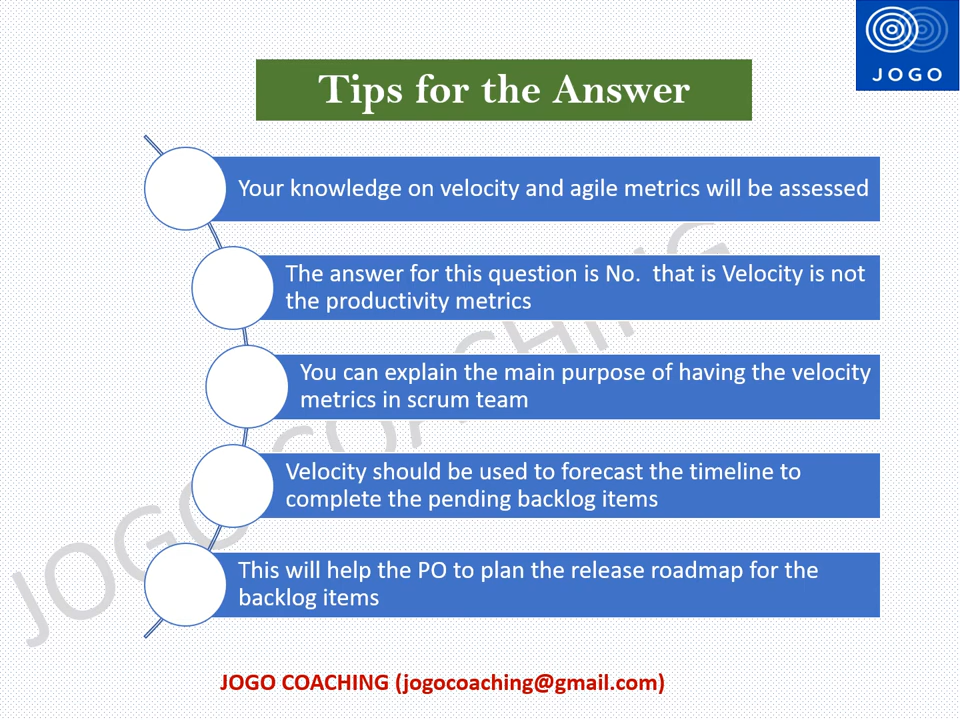 JOGO
Tips for the Answer
Your knowledge on velocity and agile metrics will be assessed
The answer for this question is No.  that is Velocity is not
the productivity metrics
You can explain the main purpose of having the velocity
metrics in scrum team
Velocity should be used to forecast the timeline to
complete the pending backlog items
This will help the PO to plan the release roadmap for the
backlog items
JOGO COACHING
JOGO COACHING (jogocoaching@gmail.com)